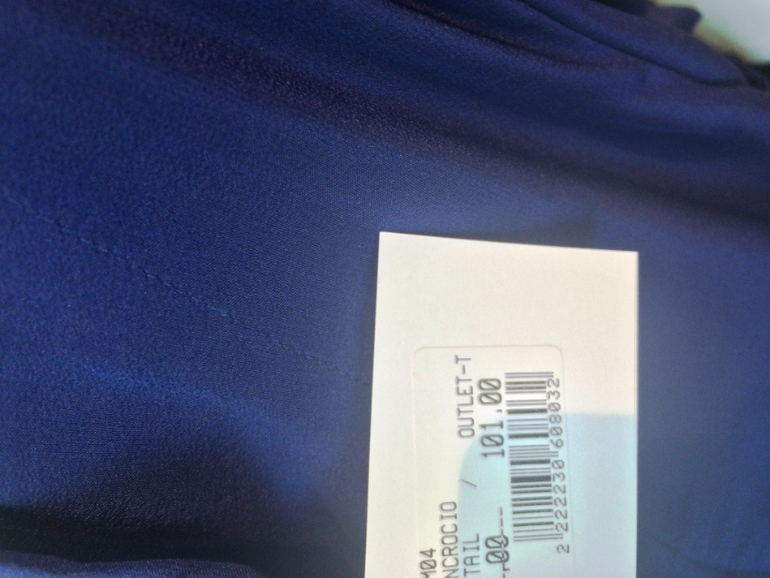 M04
NCROCIO
TAIL / OUTLET-T
.00--- 101.00
2 222230 608032